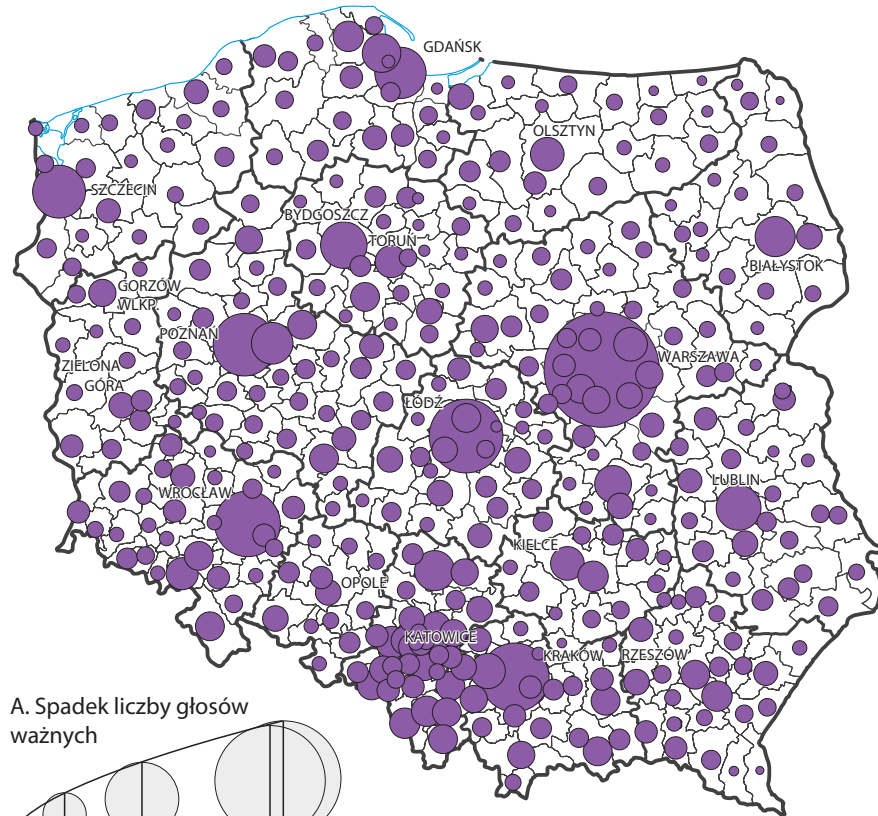 GDAŃSK
OLSZTYN
SZCZECIN
BYDGOSZCZ
TORUŃ
BIAŁYSTOK
GORZÓW
WLKP.
POZNAŃ
WARSZAWA
ZIELONA
GÓRA
ŁÓDŹ
WROCŁAW
LUBLIN
KIELCE
OPOLE
KATOWICE
KRAKÓW
RZESZÓW
A. Spadek liczby głosów
ważnych